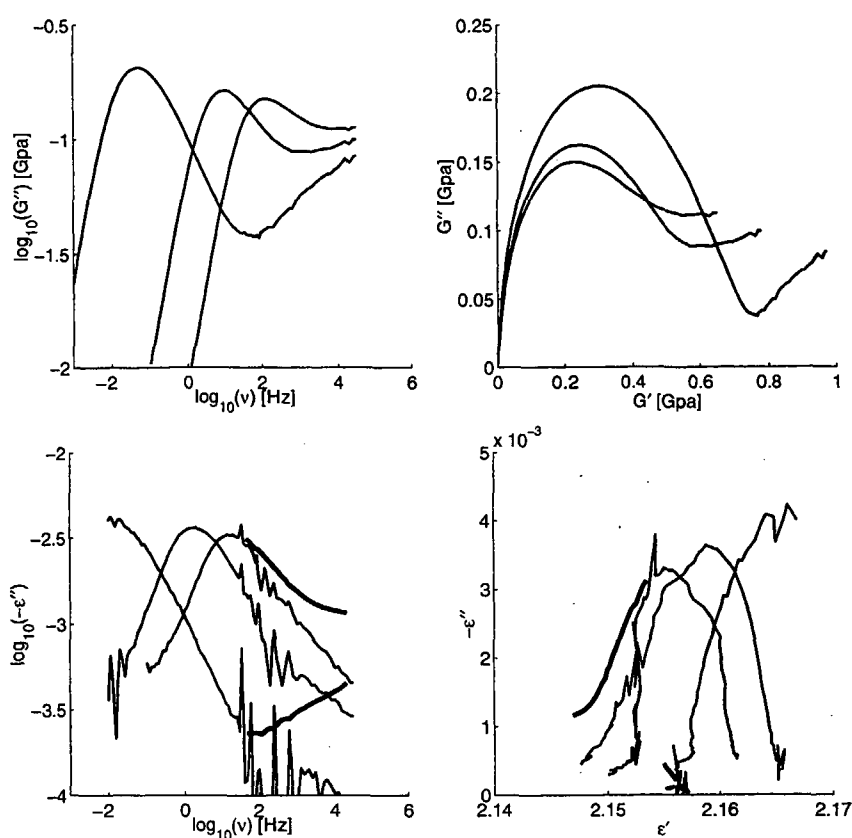 −0.5
−1
−1.5
−2
log10(G″) [Gpa]
−2 0 2 4 6
log10(ν) [Hz]
0.25
0.2
0.15
0.1
0.05
0
G″ [Gpa]
0 0.2 0.4 0.6 0.8 1
G′ [Gpa]
−2
−2.5
−3
−3.5
−4
log10(−ε″)
−2 0 2 4 6
log10(ν) [Hz]
5 x 10−3
4
3
2
1
0
−ε″
2.14 2.15 2.16 2.17
ε′